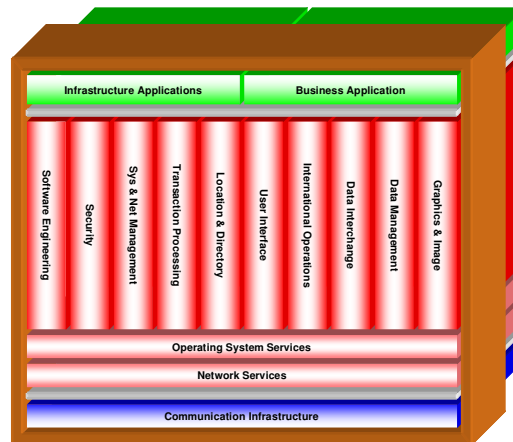 Infrastructure Applications
Business Application
Software Engineering
Security
Sys & Net Management
Transaction Processing
Location & Directory
User Interface
International Operations
Data Interchange
Data Management
Graphics & Image
Operating System Services
Network Services
Communication Infrastructure